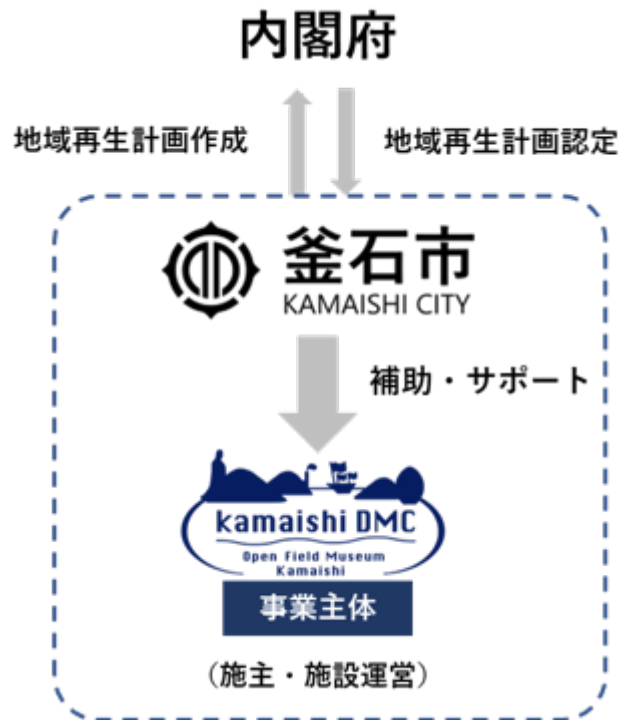 内閣府
地域再生計画作成
地域再生計画認定
釜石市
KAMAISHI CITY
補助・サポート
kamaishi DMC
Open Field Museum
Kamaishi
事業主体
（施主・施設運営）